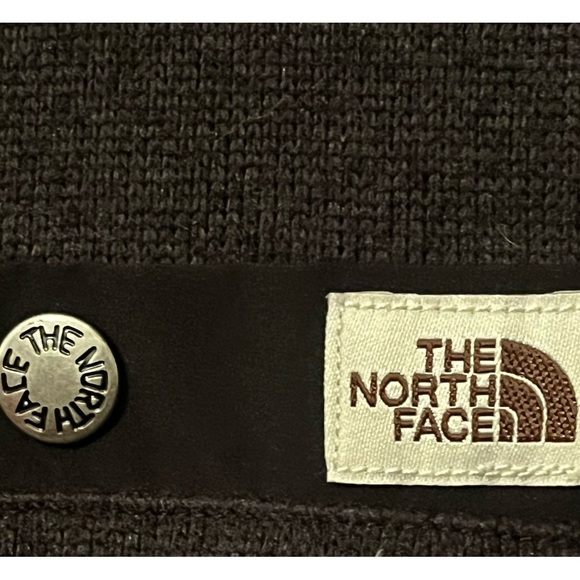 THE NORTH FACE
THE
NORTH
FACE